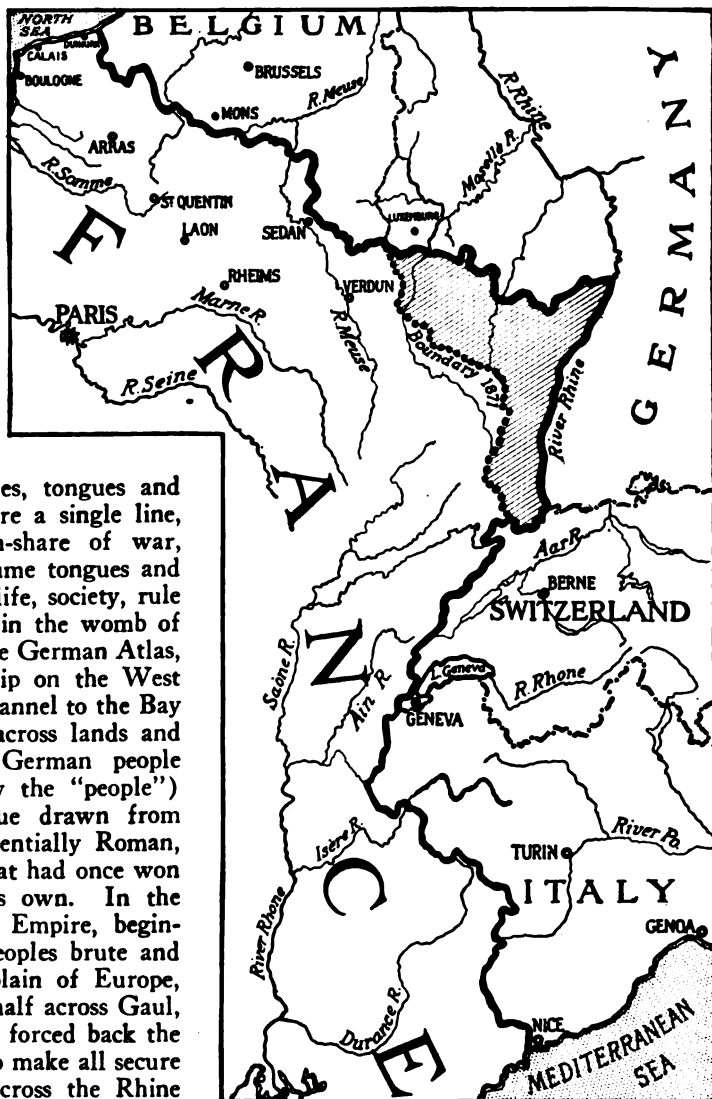 NORTH
SEA
BELGIUM
DUNKIRK
CALAIS
BOULOGNE
BRUSSELS
R. Meuse
MONS
R. Rhine
GERMANY
ARRAS
R. Somme
Moselle R.
ST QUENTIN
LAON
SEDAN
LUXEMBURG
FRANCE
RHEIMS
VERDUN
PARIS
Marne R.
R. Meuse
Boundary 1871
River Rhine
R. Seine
es, tongues and
re a single line,
n-share of war,
ume tongues and
life, society, rule
in the womb of
e German Atlas,
ip on the West
annel to the Bay
across lands and
German people
y the “people”)
ue drawn from
entially Roman,
at had once won
s own. In the
Empire, begin-
eoples brute and
lain of Europe,
half across Gaul,
forced back the
o make all secure
cross the Rhine
Aar R.
BERNE
SWITZERLAND
Saône R.
Ain R.
L. Geneva
R. Rhone
GENEVA
Isère R.
TURIN
River Po.
ITALY
River Rhone
GENOA
Durance R.
NICE
MEDITERRANEAN
SEA